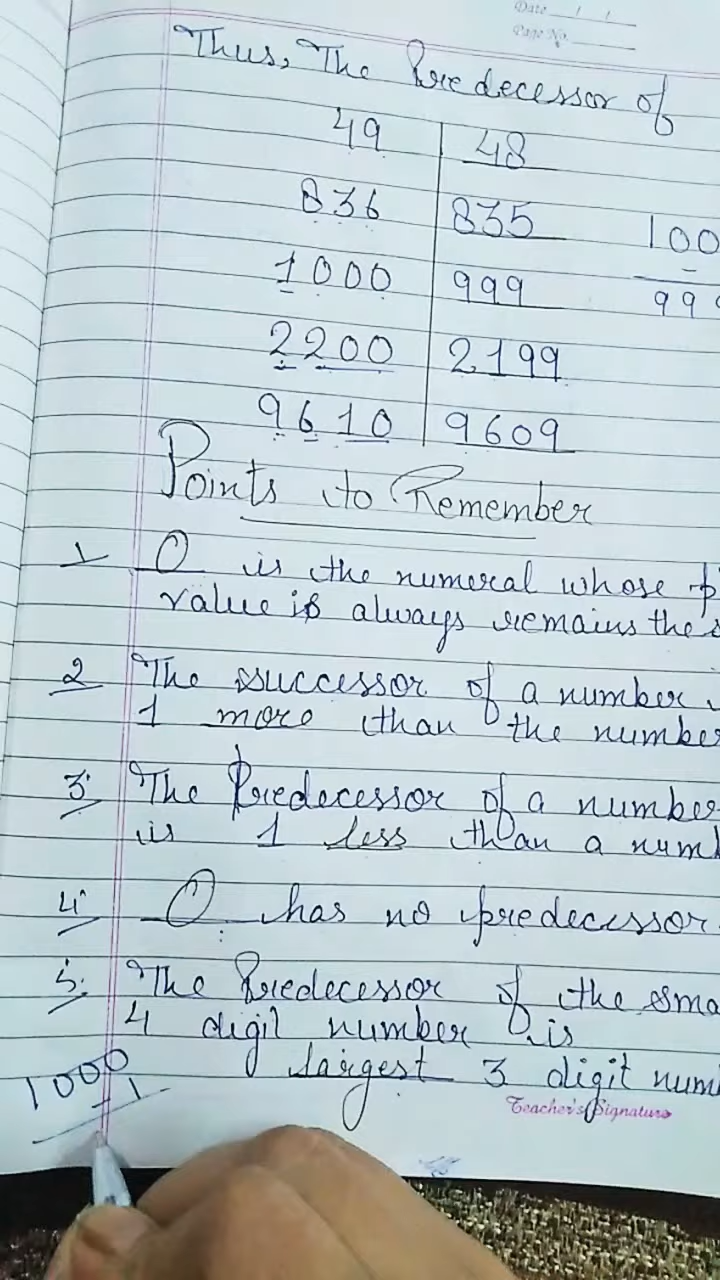 Date / /
Page No.
Thus, The Predecessor of
49 48
836 835
100
1000 999
99
2200 2199
9610 9609
Points to Remember
1 0 is the numeral whose
value is always remains the
2 The successor of a number
1 more than the number
3. The Predecessor of a number
is 1 less than a num
4. 0 has no predecessor
5. The Predecessor of the sma
4 digit number is
largest 3 digit num
1000
- 1
Teacher's Signature